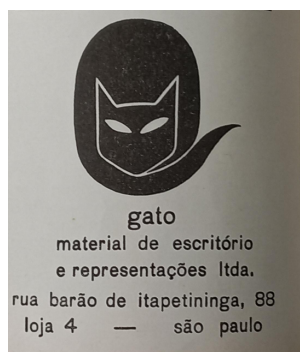 gato
material de escritório
e representações ltda.
rua barão de itapetininga, 88
loja 4 — são paulo